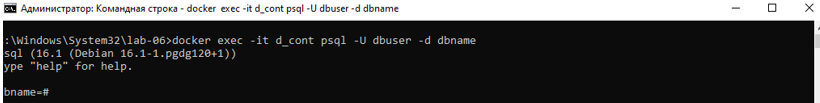 Администратор: Командная строка - docker exec -it d_cont psql -U dbuser -d dbname
:\Windows\System32\lab-06>docker exec -it d_cont psql -U dbuser -d dbname
sql (16.1 (Debian 16.1-1.pgdg120+1))
ype "help" for help.
bname=#